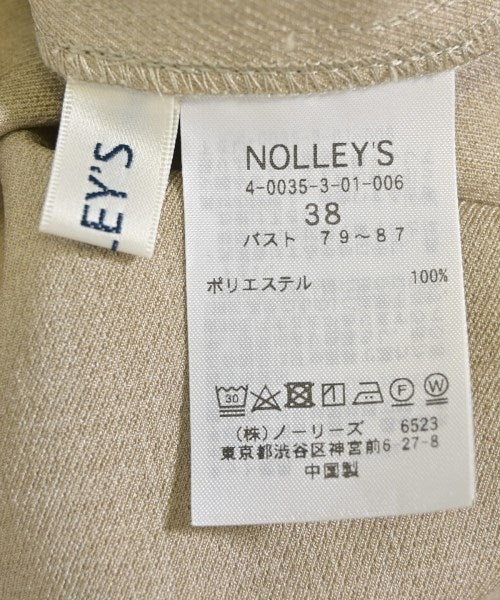 LEY'S
NOLLEY'S
4-0035-3-01-006
38
バスト 79~87
ポリエステル 100%
30 F W
(株)ノーリーズ 6523
東京都渋谷区神宮前6-27-8
中国製